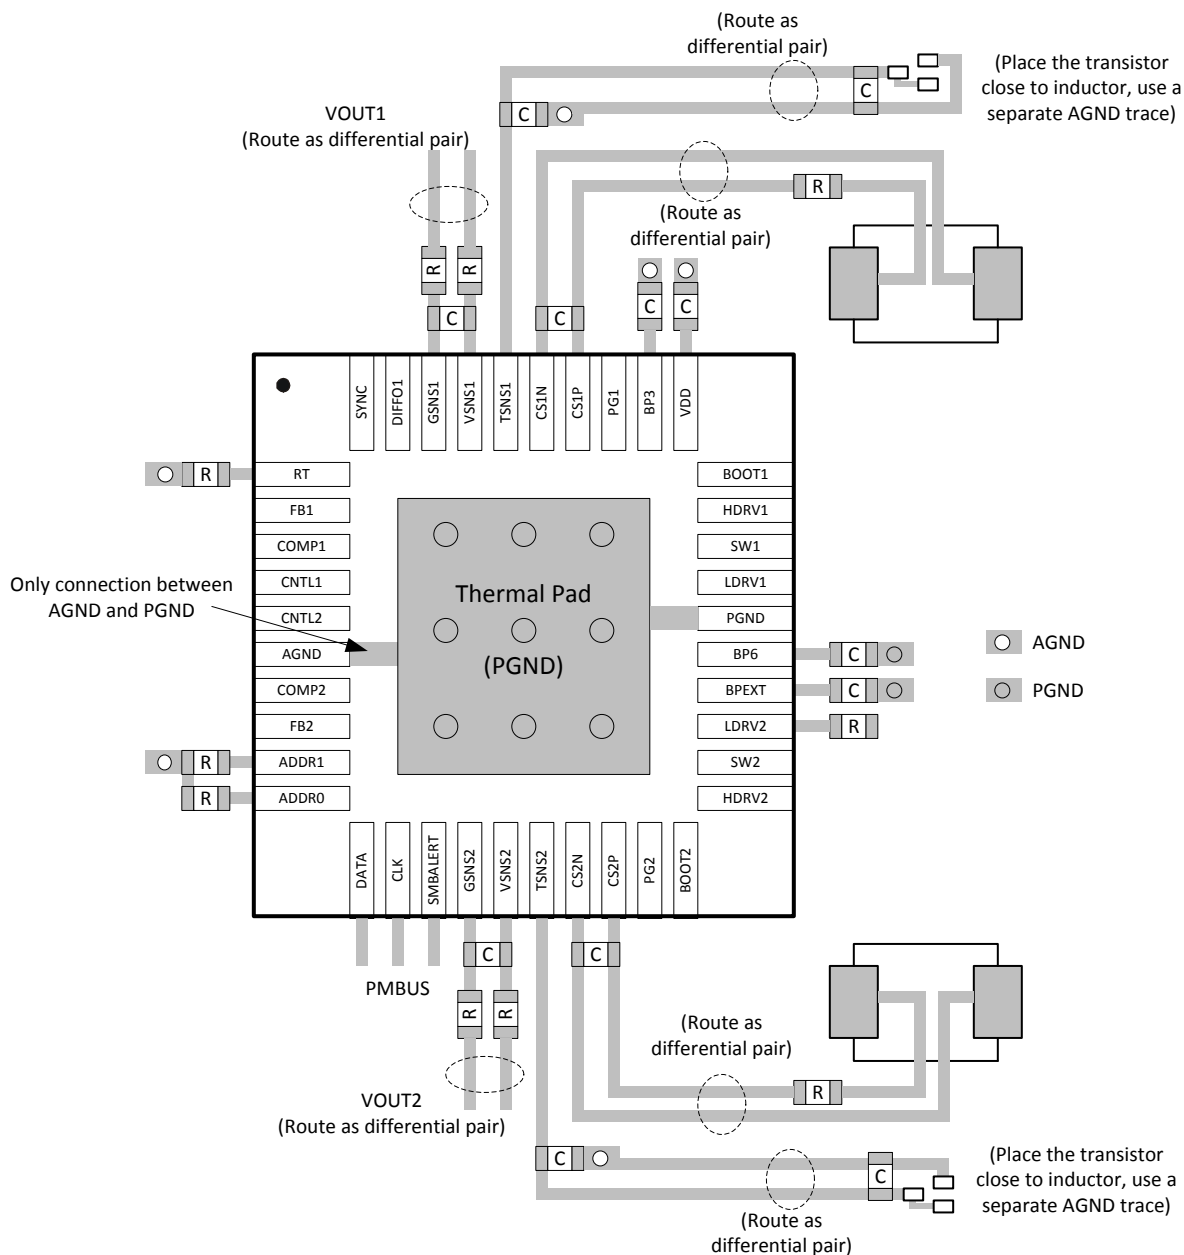 (Route as
differential pair)
(Place the transistor
close to inductor, use a
separate AGND trace)
C
C
VOUT1
(Route as differential pair)
R
(Route as
differential pair)
R
R
C
C
C
C
SYNC
DIFFO1
GSNS1
VSNS1
TSNS1
CS1N
CS1P
PG1
BP3
VDD
R
RT
FB1
COMP1
CNTL1
CNTL2
AGND
COMP2
FB2
R
ADDR1
R
ADDR0
Only connection between
AGND and PGND
Thermal Pad
(PGND)
BOOT1
HDRV1
SW1
LDRV1
PGND
BP6
C
BPEXT
C
LDRV2
R
SW2
HDRV2
AGND
PGND
DATA
CLK
SMBALERT
GSNS2
VSNS2
TSNS2
CS2N
CS2P
PG2
BOOT2
C
C
PMBUS
R
R
(Route as
differential pair)
R
VOUT2
(Route as differential pair)
C
C
(Place the transistor
close to inductor, use a
separate AGND trace)
(Route as
differential pair)